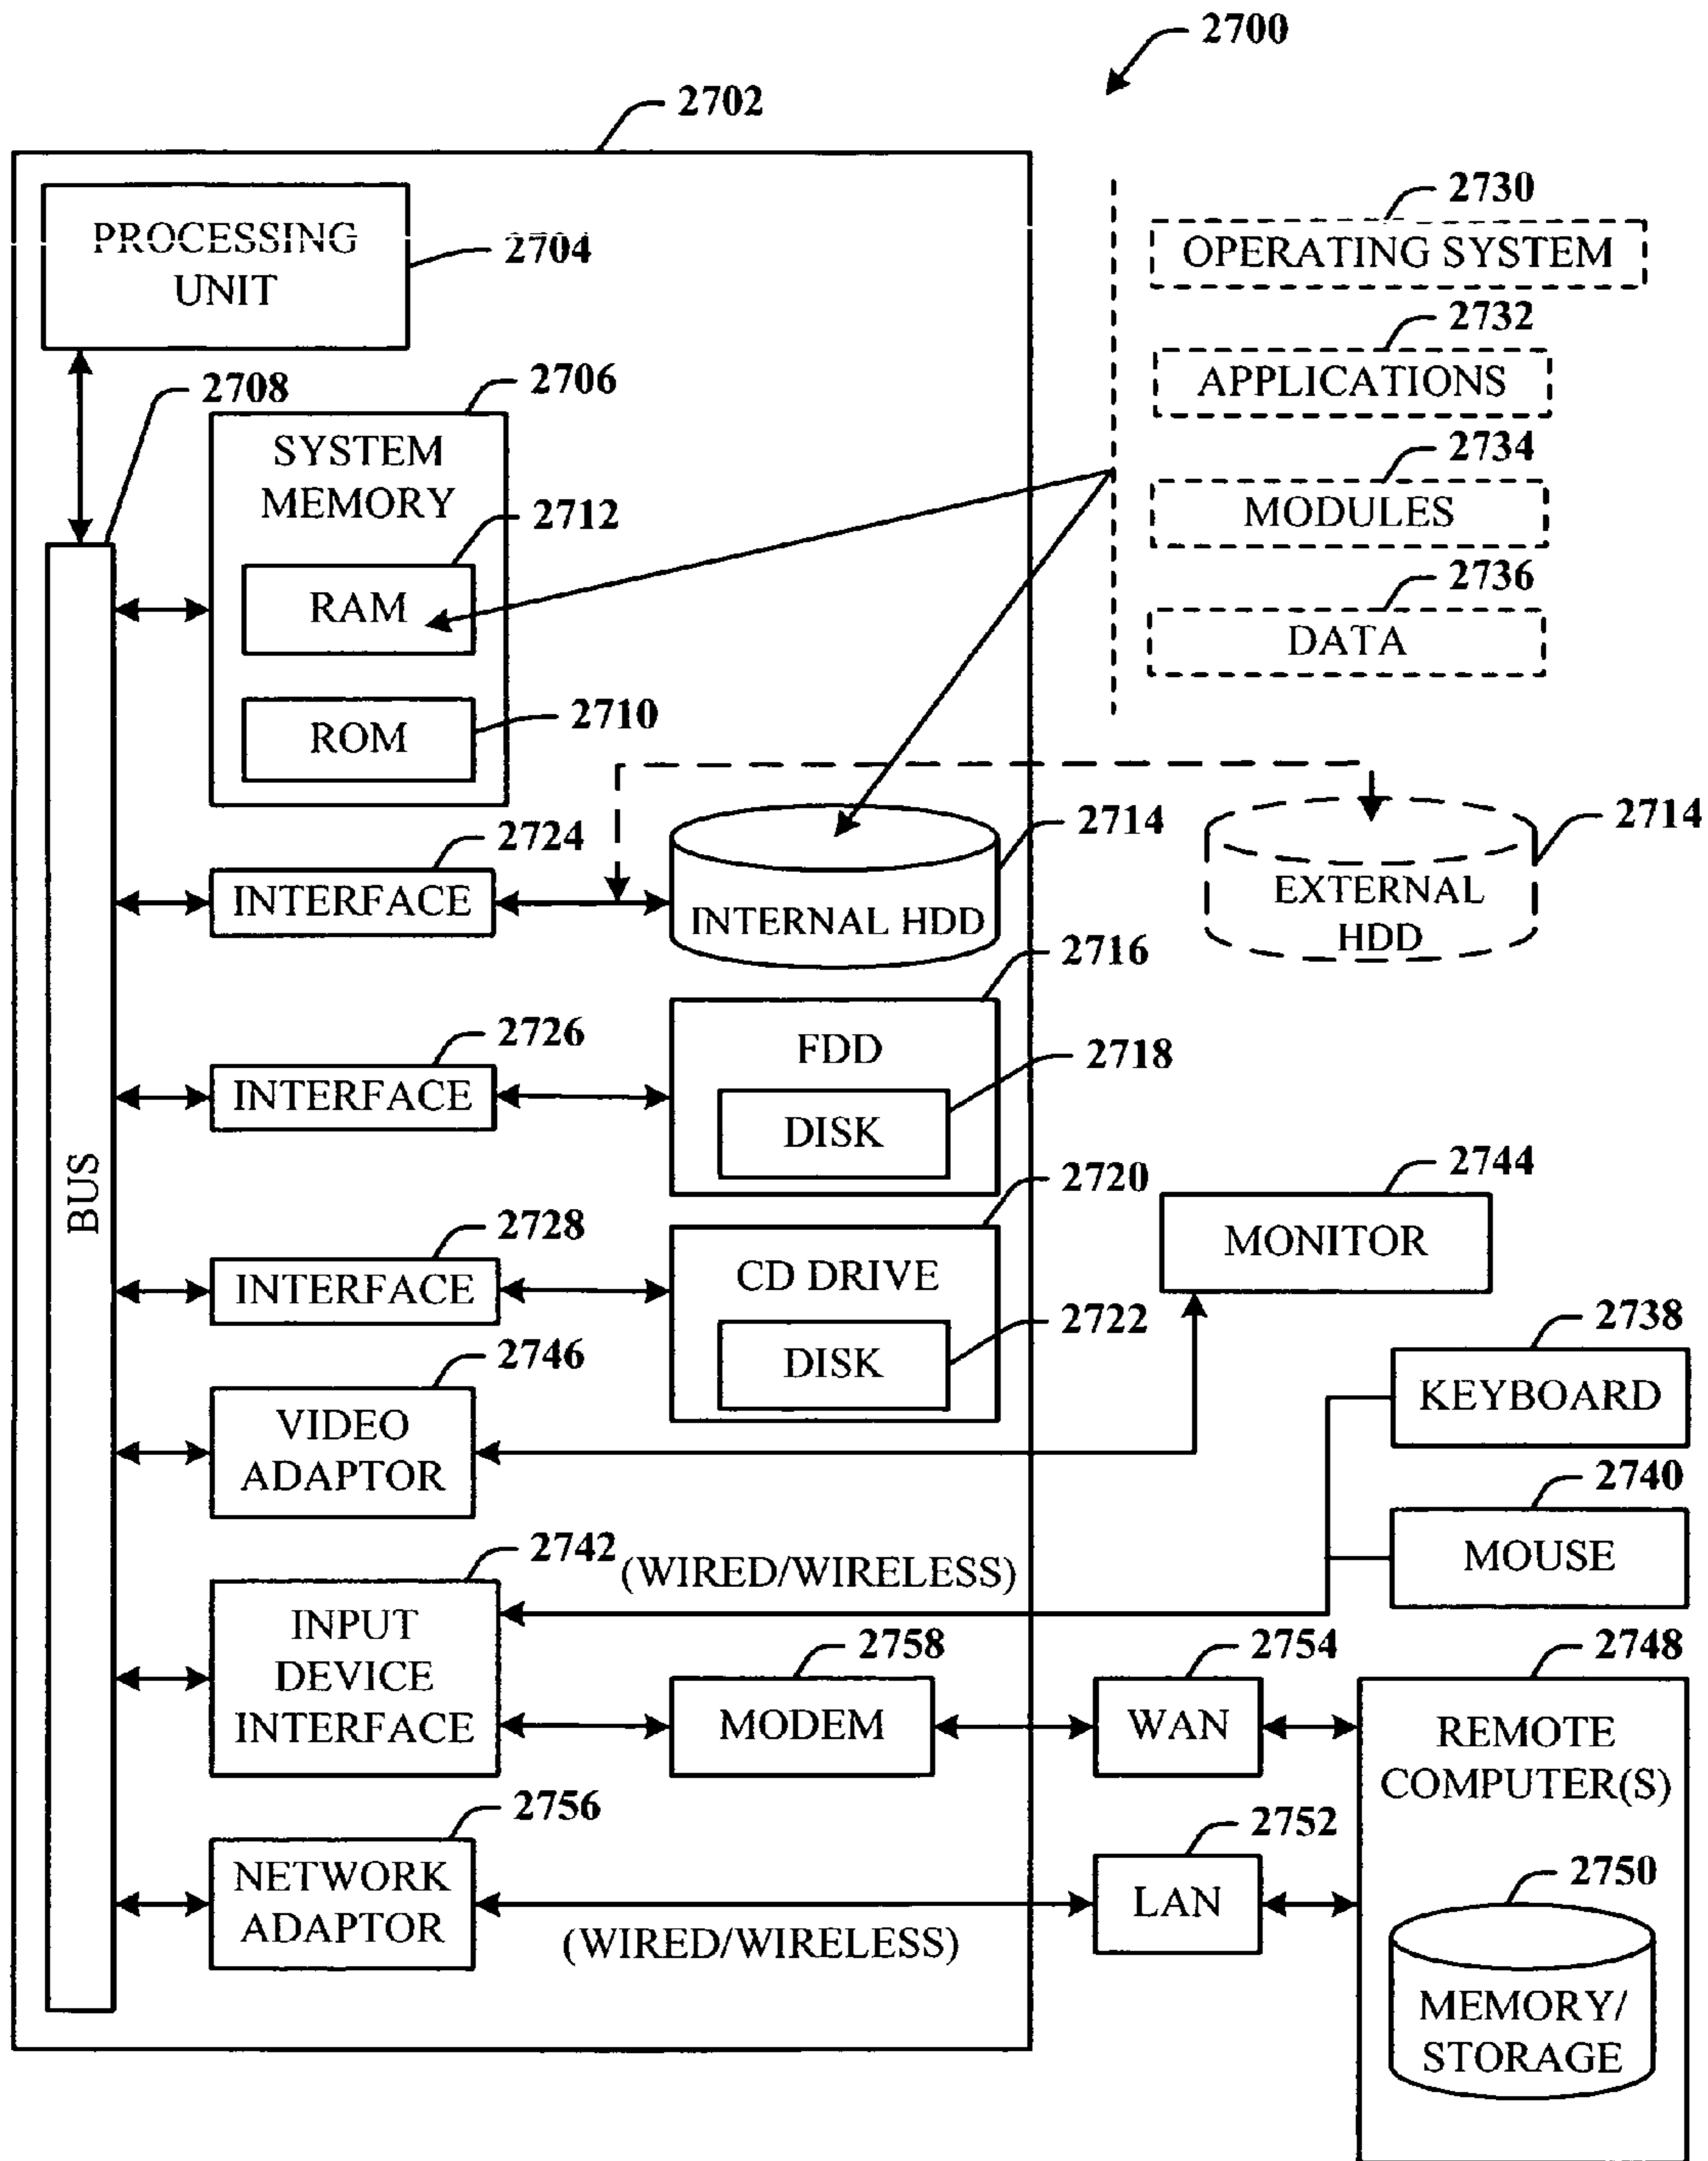 2700
2702
PROCESSING
UNIT
2704
2730
OPERATING SYSTEM
2732
APPLICATIONS
2734
MODULES
2736
DATA
2708
2706
SYSTEM
MEMORY
2712
RAM
2710
ROM
BUS
2724
INTERFACE
2714
INTERNAL HDD
2714
EXTERNAL
HDD
2716
2726
INTERFACE
FDD
2718
DISK
2720
2728
INTERFACE
CD DRIVE
2722
DISK
2744
MONITOR
2746
VIDEO
ADAPTOR
2738
KEYBOARD
2740
MOUSE
2742
(WIRED/WIRELESS)
INPUT
DEVICE
INTERFACE
2758
MODEM
2754
WAN
2748
REMOTE
COMPUTER(S)
2756
NETWORK
ADAPTOR
(WIRED/WIRELESS)
2752
LAN
2750
MEMORY/
STORAGE